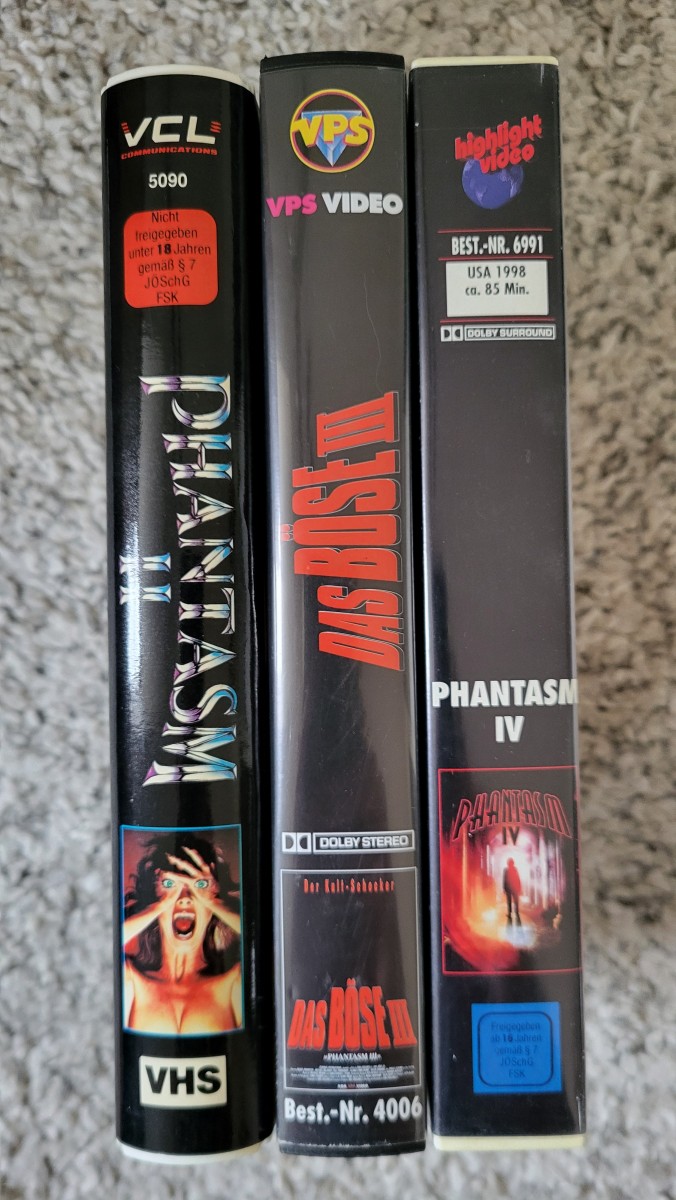 VCL
COMMUNICATIONS
5090
Nicht
freigegeben
unter 18 Jahren
gemäß § 7
JÖSchG
FSK
PHANTASM
II
VHS
VPS
VPS VIDEO
DAS BÖSE III
DOLBY STEREO
Der Kult-Schocker
DAS BÖSE III
»PHANTASM III«
Best.-Nr. 4006
highlight
video
BEST.-NR. 6991
USA 1998
ca. 85 Min.
DOLBY SURROUND
PHANTASM
IV
PHANTASM
IV
Freigegeben
ab 16 Jahren
gemäß § 7
JÖSchG
FSK